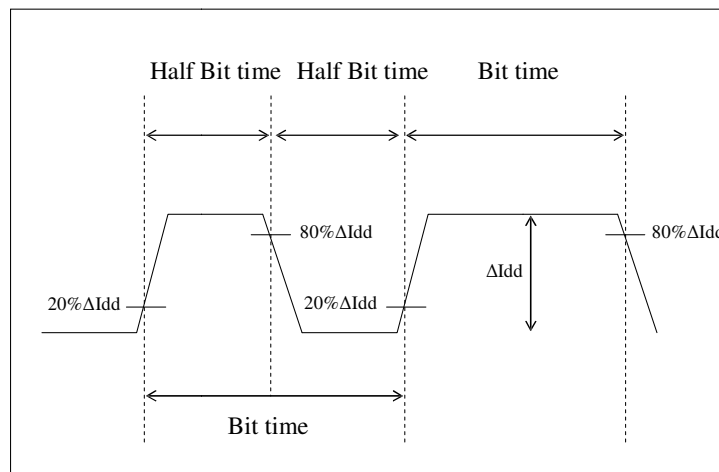 Half Bit time Half Bit time Bit time
80%ΔIdd 80%ΔIdd
ΔIdd
20%ΔIdd 20%ΔIdd
Bit time